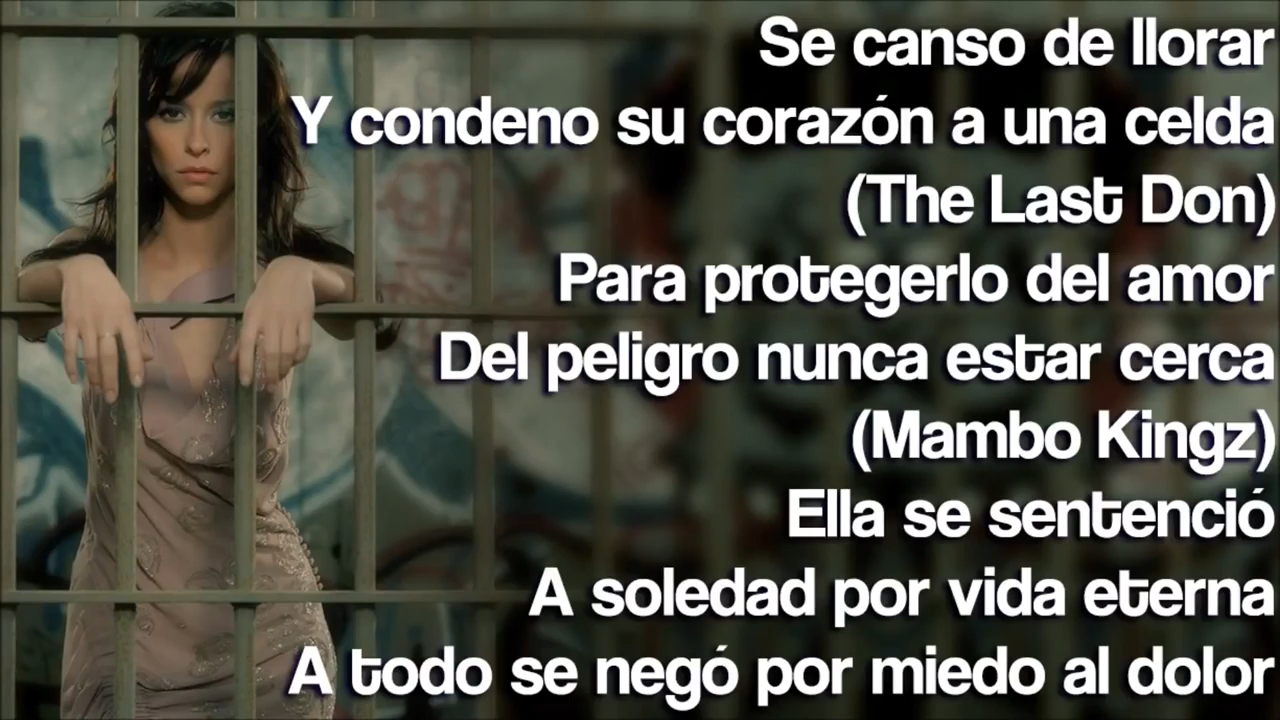 Se canso de llorar
Y condeno su corazón a una celda
(The Last Don)
Para protegerlo del amor
Del peligro nunca estar cerca
(Mambo Kingz)
Ella se sentenció
A soledad por vida eterna
A todo se negó por miedo al dolor